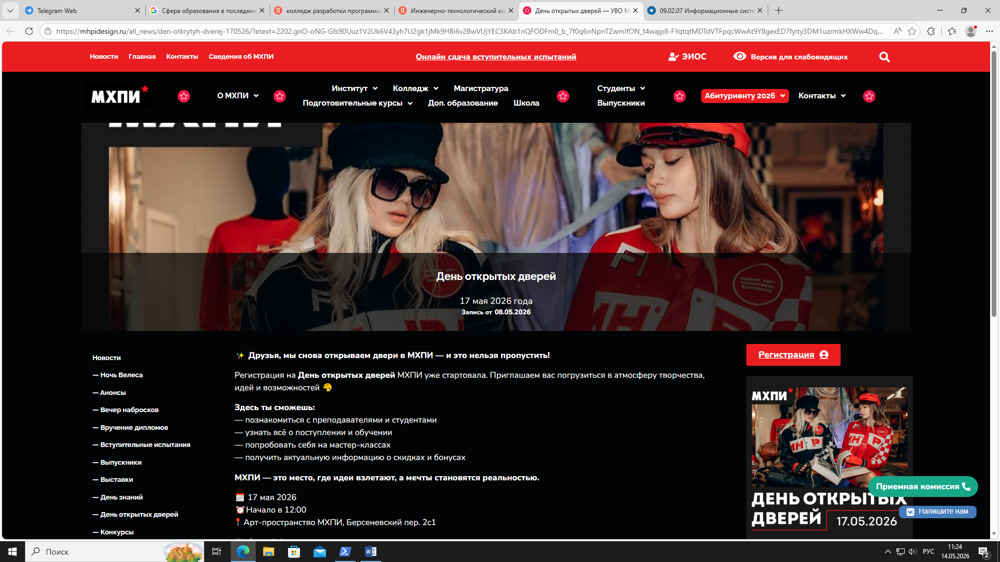 Telegram Web
Сфера образования в последние
колледж разработки программи
Инженерно-технологический ко
День открытых дверей — УВО М
09.02.07 Информационные систе
https://mhpidesign.ru/all_news/den-otkrytyh-dverej-170526/?etext=2202.gnO-oNG-Gfs90Uuz1V2Uk6V43yh7U2gk1jMk9HBi6v2BwVUjYEC3KAb1nQFODFm0_b_7f0q6nNpnTZwmIfON_t4wajp8-FYqtqtMDTdVTFpqcWwAt9Y8gexED7fyity3DM1uzrmkHXWw4Dq...
Новости Главная Контакты Сведения об МХПИ
Онлайн сдача вступительных испытаний
ЭИОС
Версия для слабовидящих
МХПИ
О МХПИ
Институт Колледж Магистратура
Подготовительные курсы Доп. образование Школа
Студенты
Выпускники
Абитуриенту 2026
Контакты
День открытых дверей
17 мая 2026 года
Запись от 08.05.2026
Новости
— Ночь Велеса
— Анонсы
— Вечер набросков
— Вручение дипломов
— Вступительные испытания
— Выпускники
— Выставки
— День знаний
— День открытых дверей
— Конкурсы
✨ Друзья, мы снова открываем двери в МХПИ — и это нельзя пропустить!
Регистрация на День открытых дверей МХПИ уже стартовала. Приглашаем вас погрузиться в атмосферу творчества,
идей и возможностей 🎨
Здесь ты сможешь:
— познакомиться с преподавателями и студентами
— узнать всё о поступлении и обучении
— попробовать себя на мастер-классах
— получить актуальную информацию о скидках и бонусах
МХПИ — это место, где идеи взлетают, а мечты становятся реальностью.
📅 17 мая 2026
⏰ Начало в 12:00
📍 Арт-пространство МХПИ, Берсеневский пер. 2с1
Регистрация
МХПИ
ДЕНЬ ОТКРЫТЫХ
ДВЕРЕЙ
17.05.2026
Приемная комиссия
Напишите нам
Поиск
РУС
11:24
14.05.2026
2